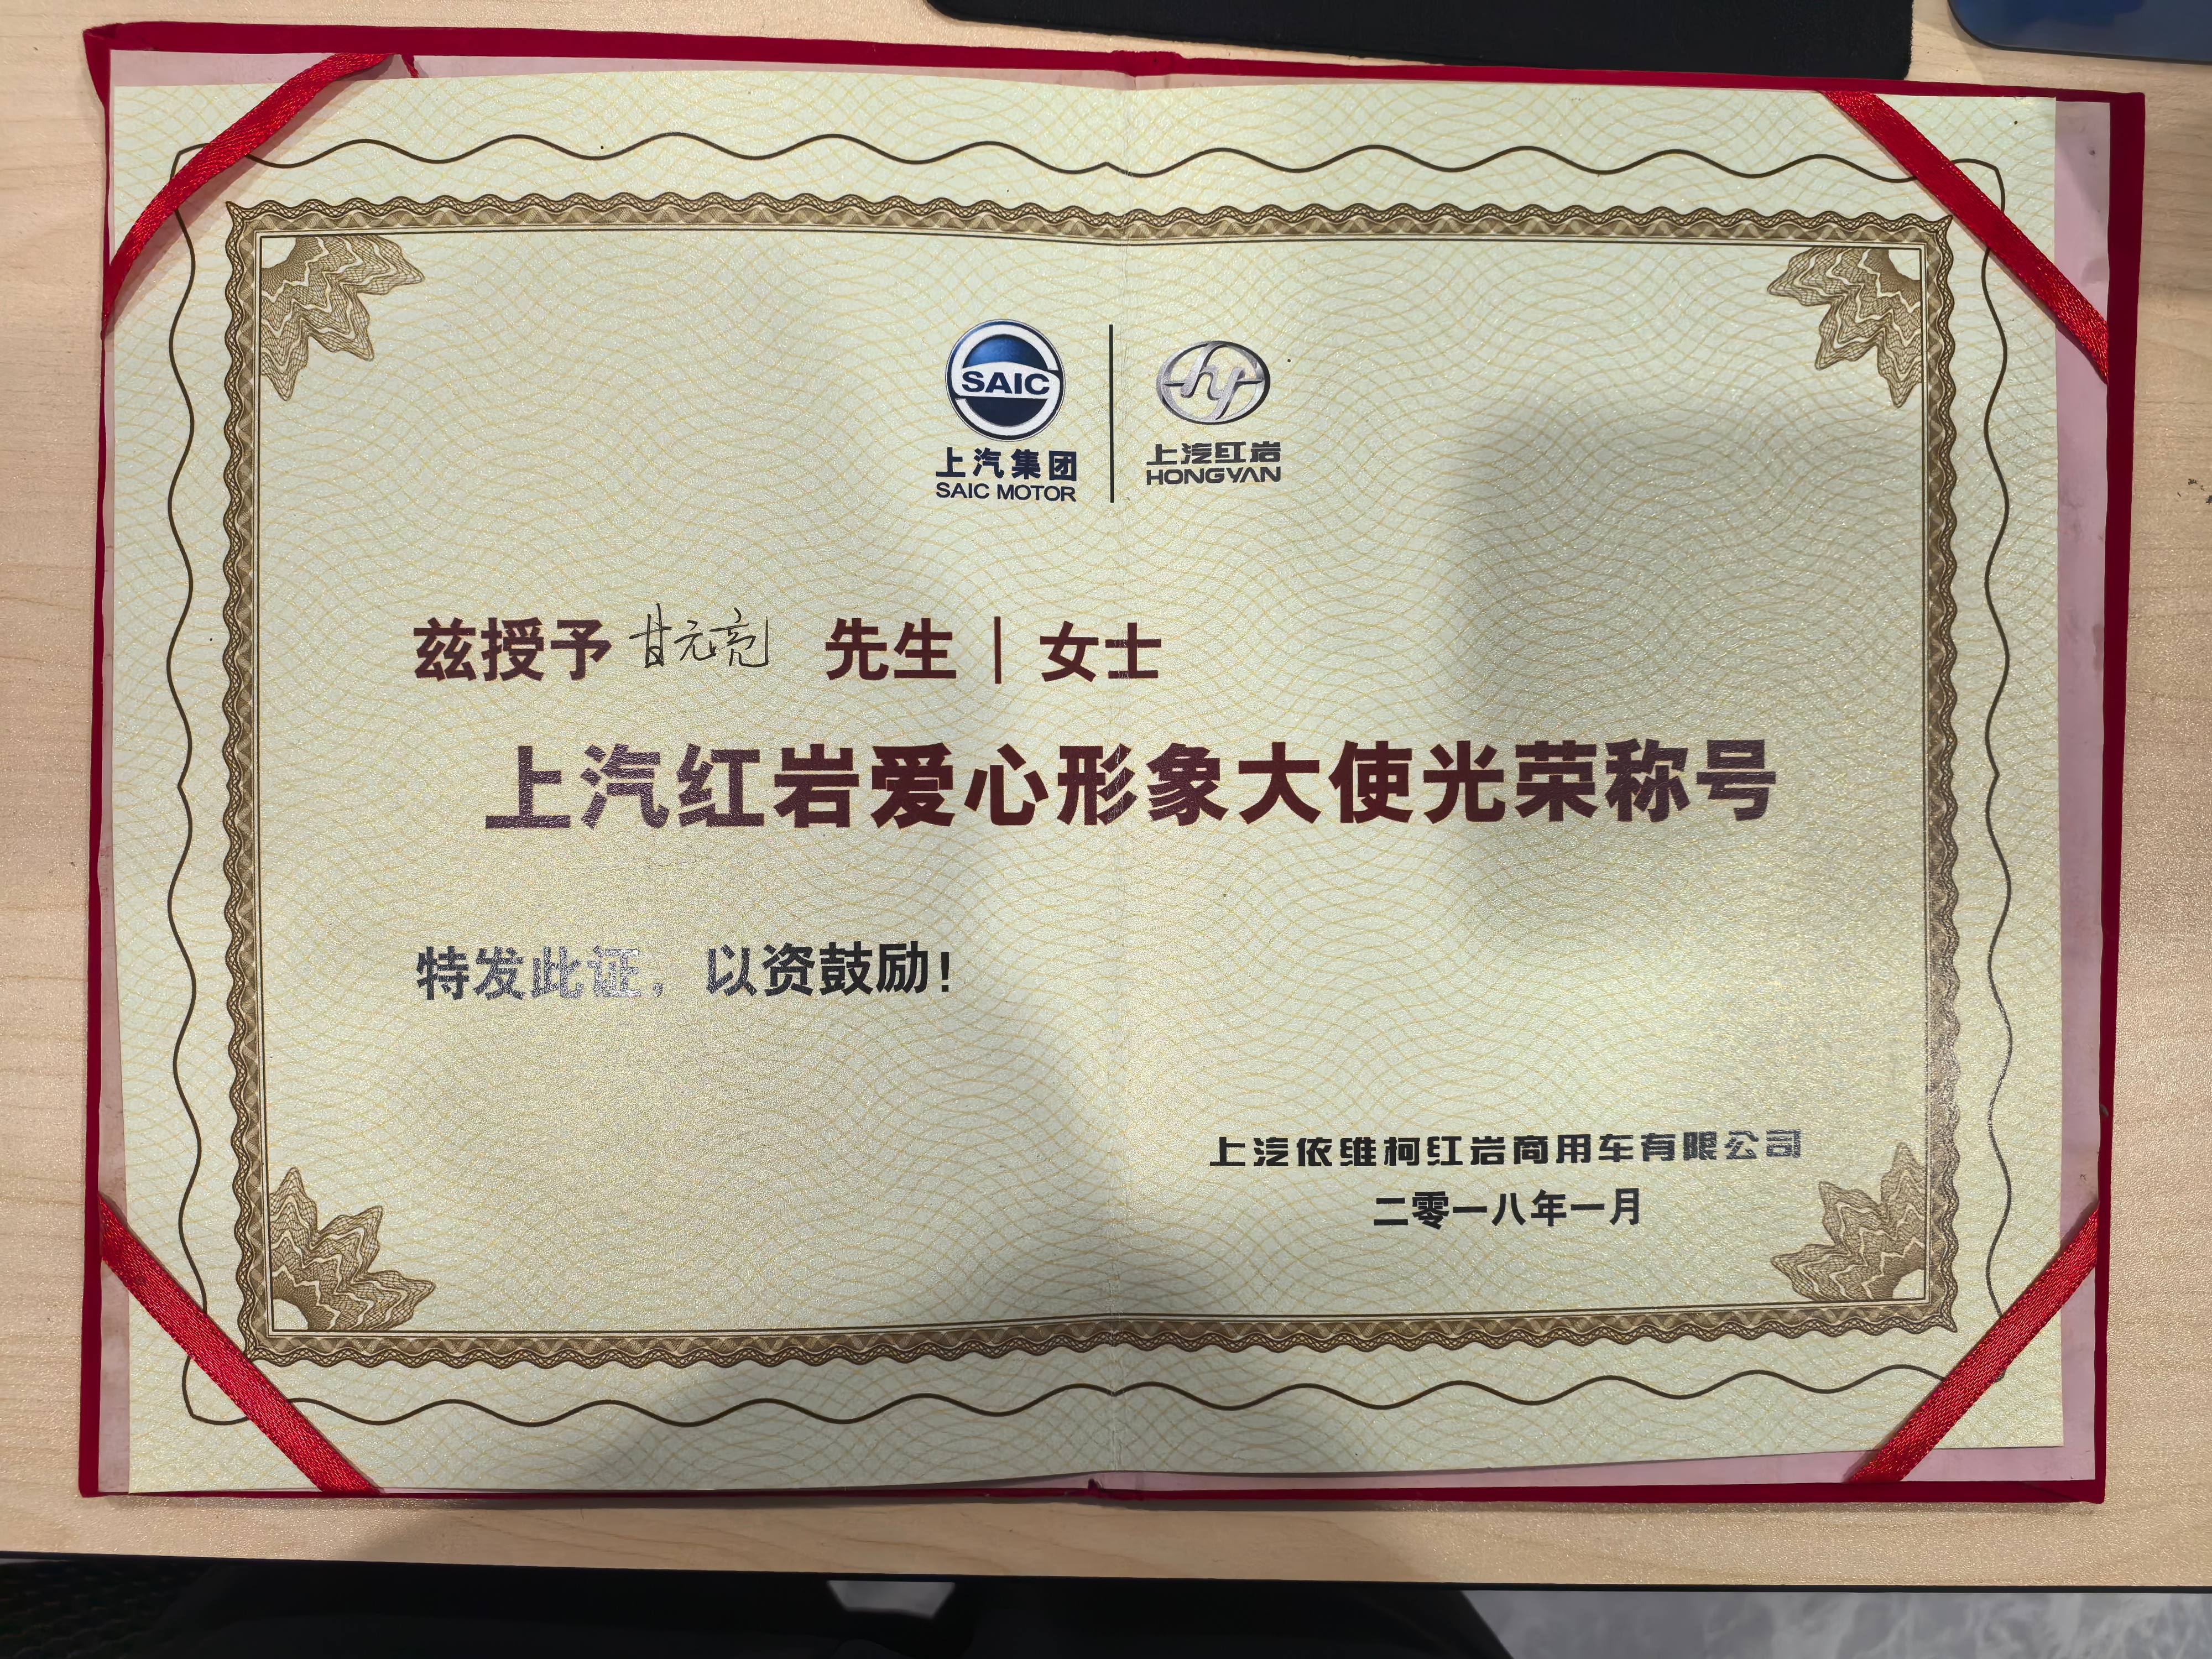 SAIC
上汽集团
SAIC MOTOR
hy
上汽红岩
HONGYAN
兹授予 甘元亮 先生｜女士
上汽红岩爱心形象大使光荣称号
特发此证，以资鼓励！
上汽依维柯红岩商用车有限公司
二零一八年一月